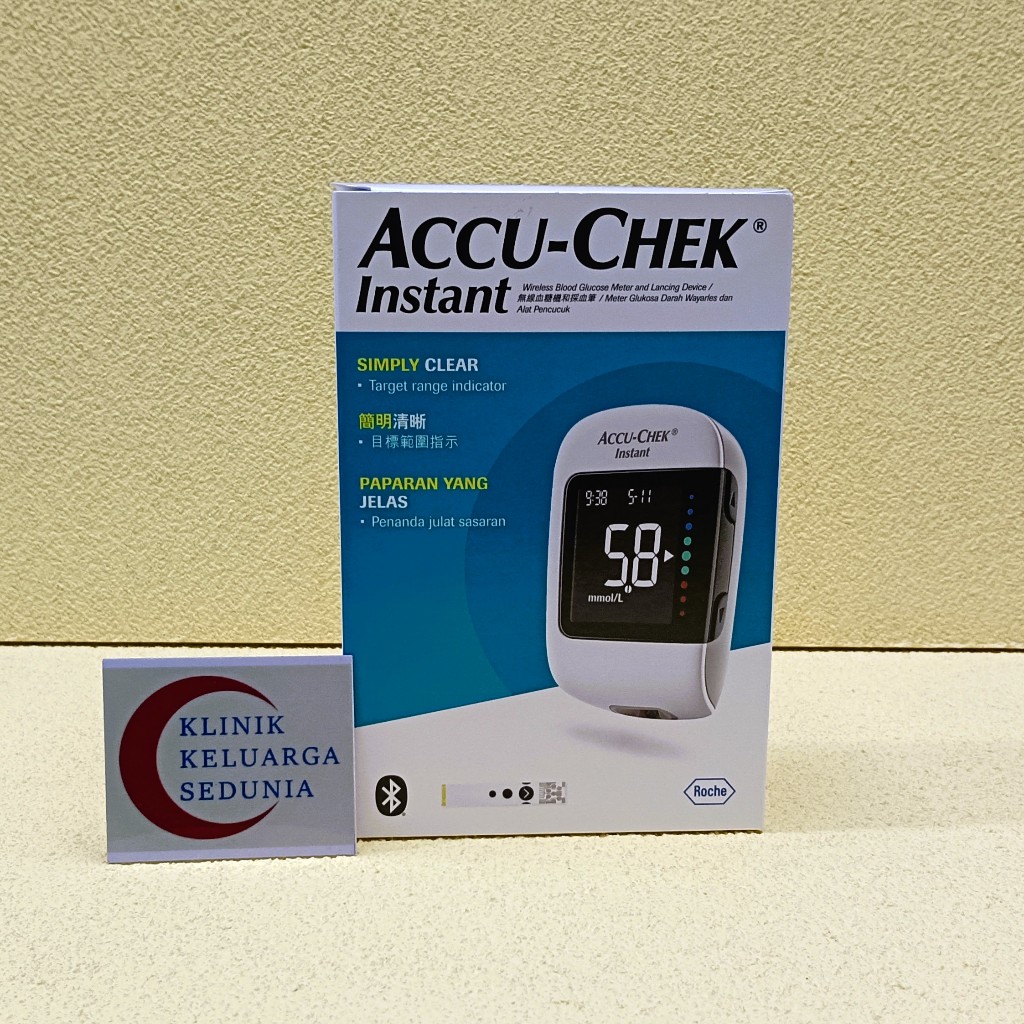 ACCU-CHEK®
Instant
Wireless Blood Glucose Meter and Lancing Device /
無線血糖機和採血筆 / Meter Glukosa Darah Wayarles dan
Alat Pencucuk
SIMPLY CLEAR
• Target range indicator
簡明清晰
• 目標範圍指示
PAPARAN YANG
JELAS
• Penanda julat sasaran
ACCU-CHEK®
Instant
9:38 5-11
5.8
mmol/L
KLINIK
KELUARGA
SEDUNIA
Roche